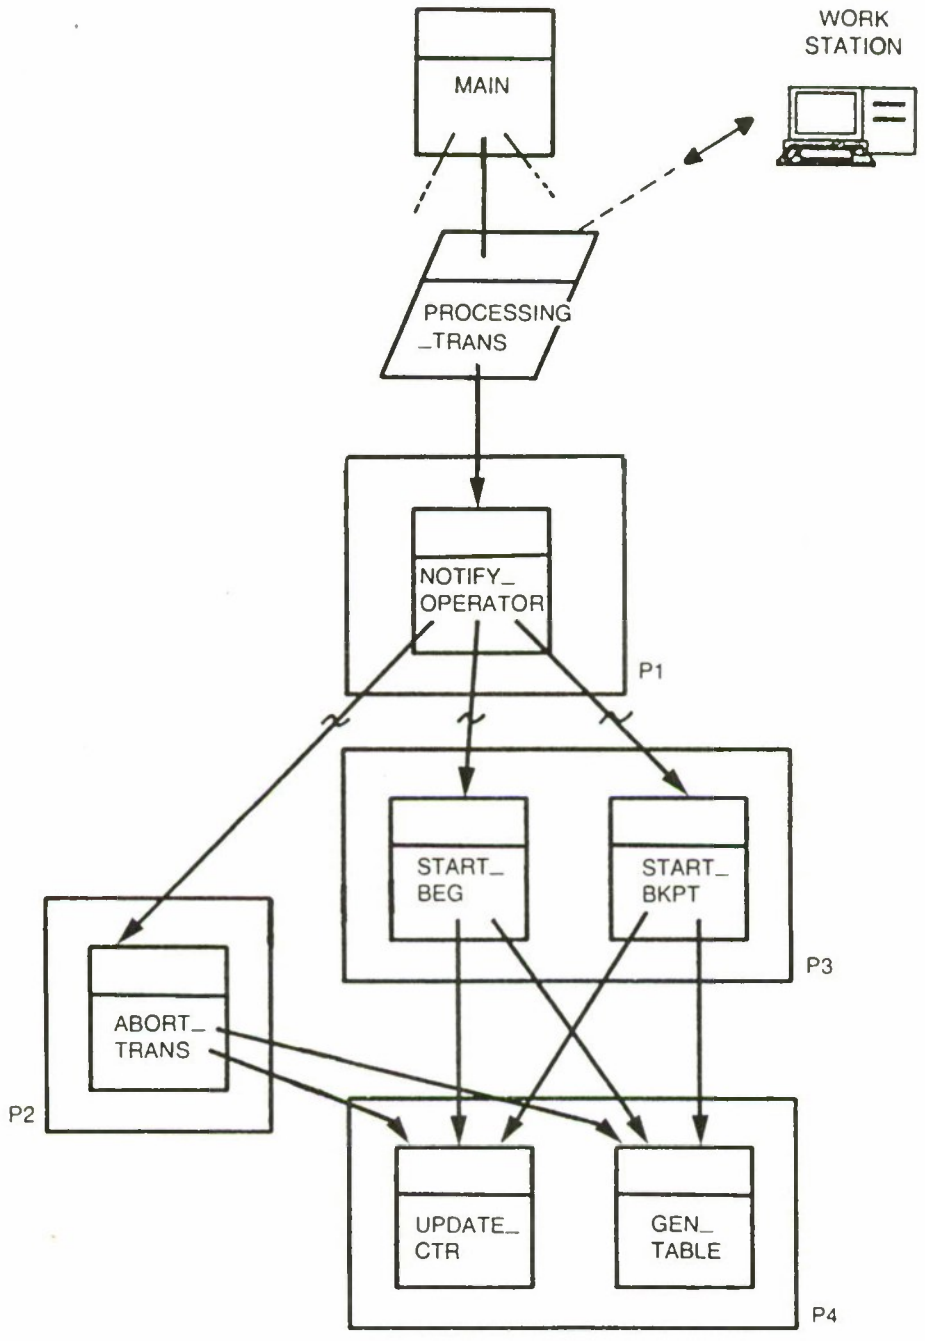 WORK
STATION
MAIN
PROCESSING
_TRANS
NOTIFY_
OPERATOR
P1
START_
BEG
START_
BKPT
P3
ABORT_
TRANS
P2
UPDATE_
CTR
GEN_
TABLE
P4